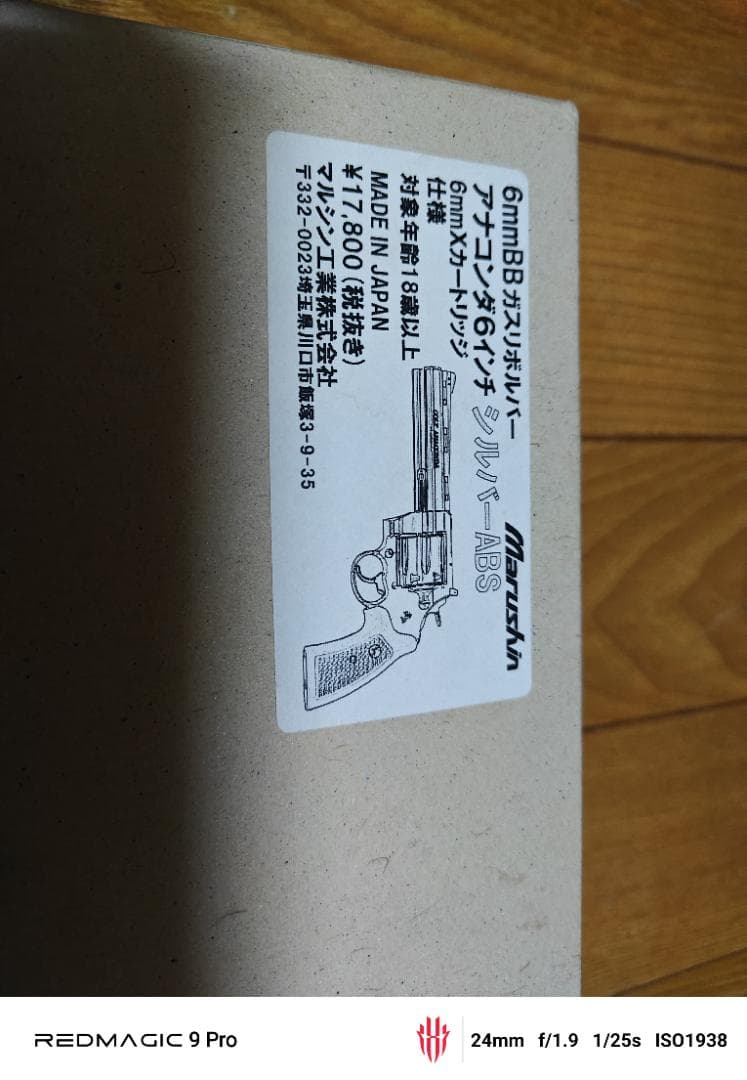 6mmBBガスリボルバー
アナコンダ6インチ シルバーABS
6mmXカートリッジ
仕様
対象年齢18歳以上
MADE IN JAPAN
¥17,800(税抜き)
マルシン工業株式会社
〒332-0023埼玉県川口市飯塚3-9-35
Marushin
COLT ANACONDA
REDMAGIC 9 Pro
24mm f/1.9 1/25s ISO1938